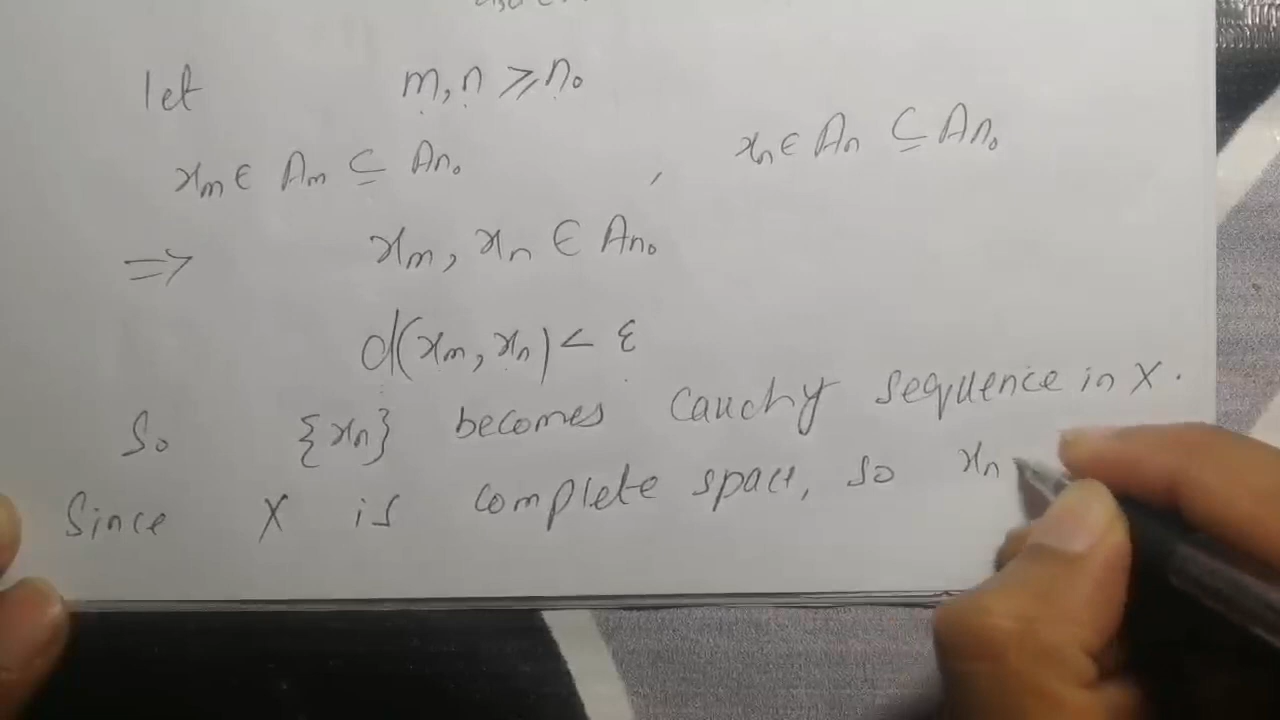 let m, n ⩾ n₀
xₘ ∈ Aₘ ⊆ Aₙ₀ , xₙ ∈ Aₙ ⊆ Aₙ₀
⇒ xₘ, xₙ ∈ Aₙ₀
d(xₘ, xₙ) < ε
So {xₙ} becomes cauchy sequence in X.
Since X is complete space, so xₙ